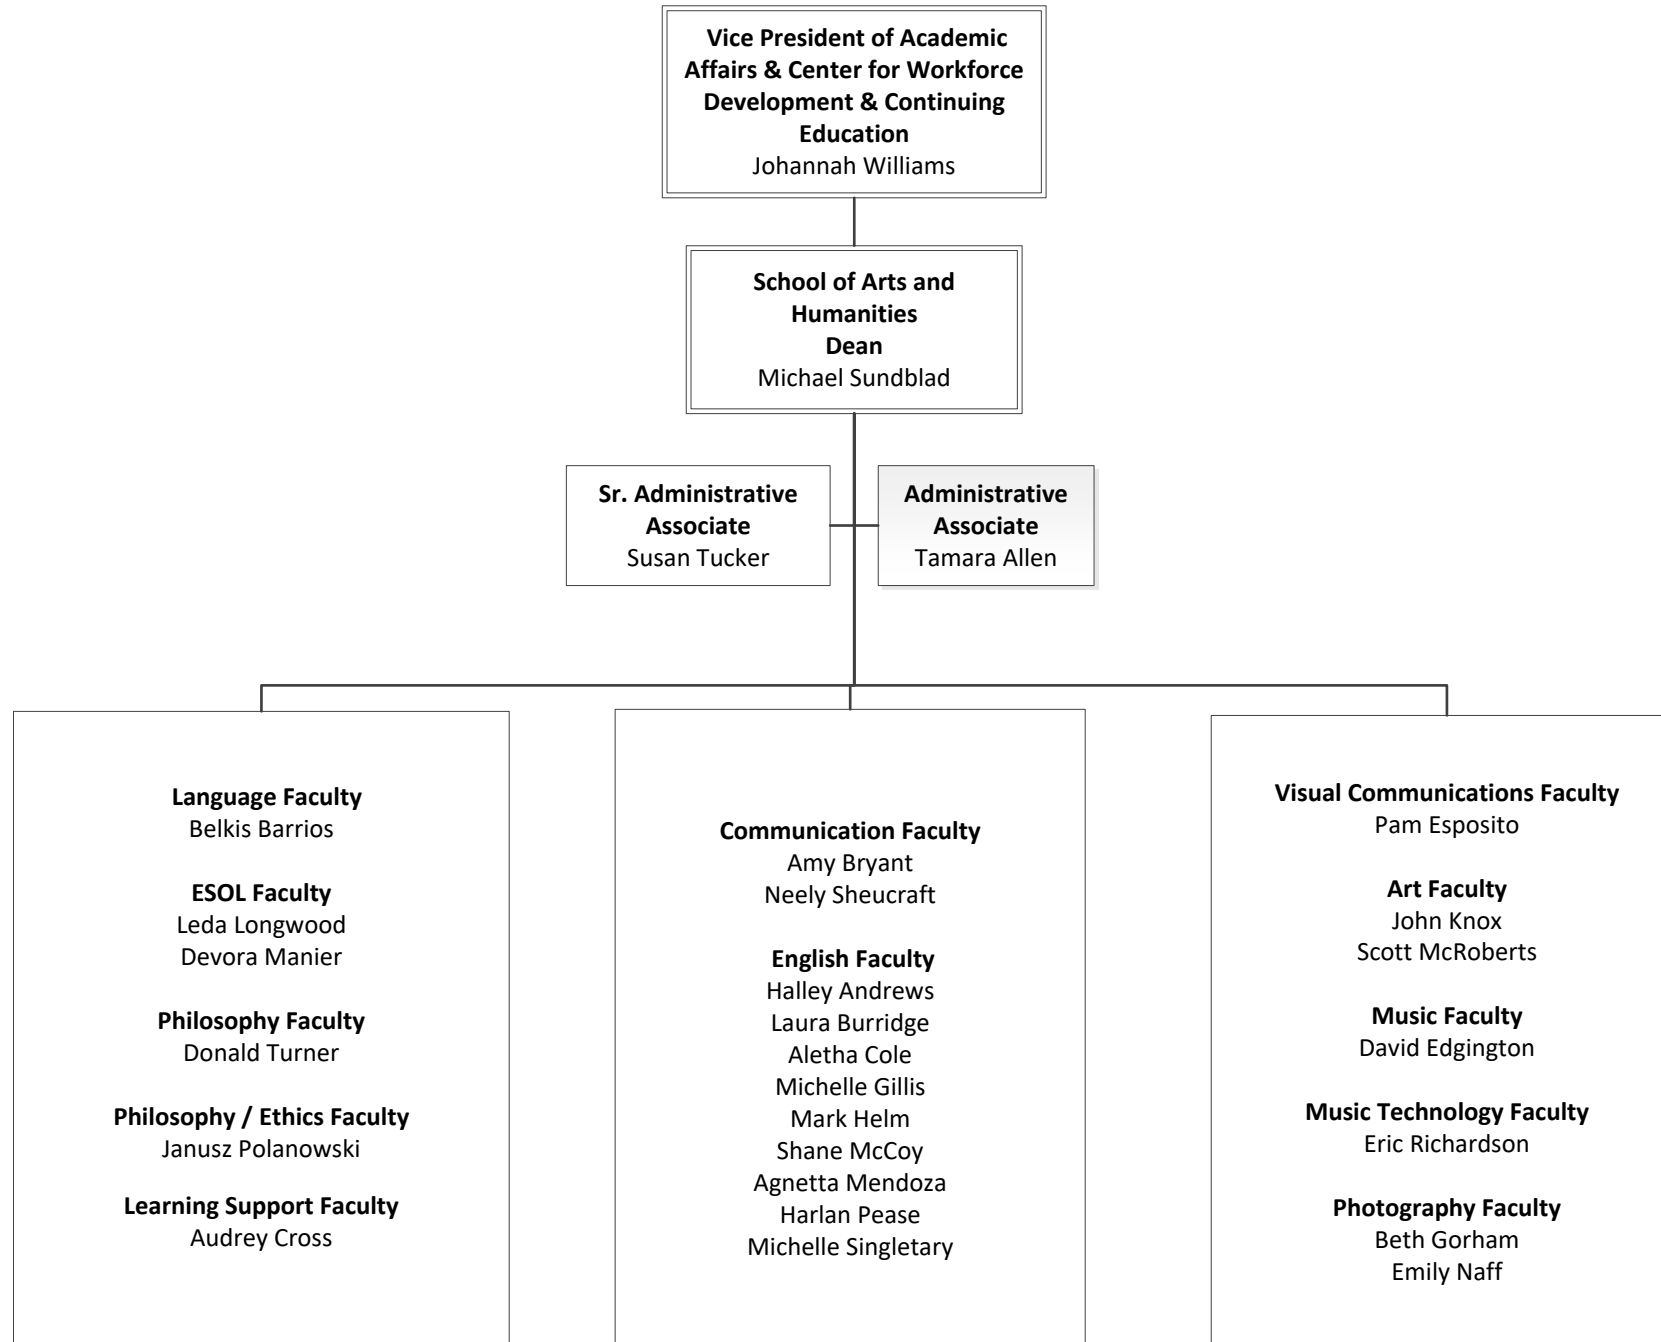 Vice President of Academic
Affairs & Center for Workforce
Development & Continuing
Education
Johannah Williams
School of Arts and
Humanities
Dean
Michael Sundblad
Sr. Administrative
Associate
Susan Tucker
Administrative
Associate
Tamara Allen
Language Faculty
Belkis Barrios
ESOL Faculty
Leda Longwood
Devora Manier
Philosophy Faculty
Donald Turner
Philosophy / Ethics Faculty
Janusz Polanowski
Learning Support Faculty
Audrey Cross
Communication Faculty
Amy Bryant
Neely Sheucraft
English Faculty
Halley Andrews
Laura Burridge
Aletha Cole
Michelle Gillis
Mark Helm
Shane McCoy
Agnetta Mendoza
Harlan Pease
Michelle Singletary
Visual Communications Faculty
Pam Esposito
Art Faculty
John Knox
Scott McRoberts
Music Faculty
David Edgington
Music Technology Faculty
Eric Richardson
Photography Faculty
Beth Gorham
Emily Naff